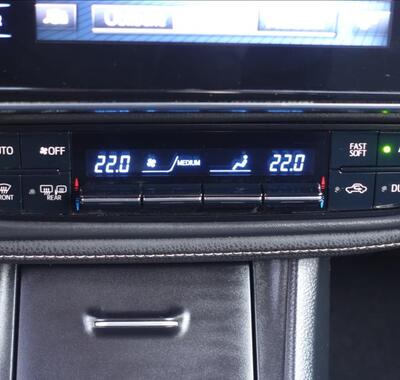 UTO
OFF
22.0
MEDIUM
22.0
FAST
SOFT
A
RONT
REAR
DU